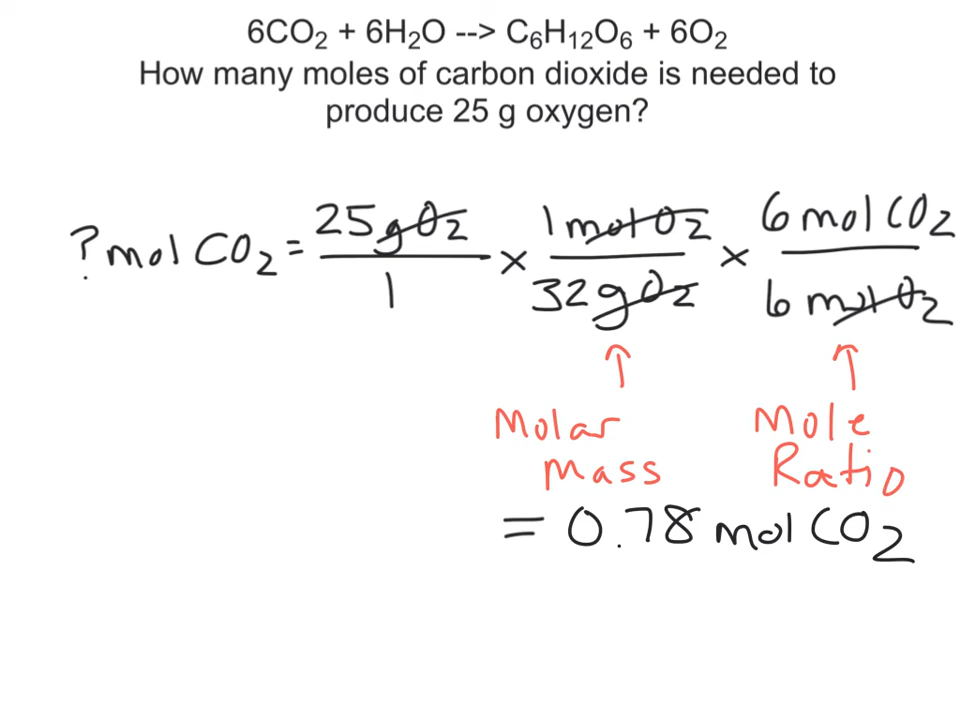 6CO₂ + 6H₂O --> C₆H₁₂O₆ + 6O₂
How many moles of carbon dioxide is needed to
produce 25 g oxygen?
? mol CO₂ = 25 g O₂ / 1 × 1 mol O₂ / 32 g O₂ × 6 mol CO₂ / 6 mol O₂
Molar Mass
Mole Ratio
= 0.78 mol CO₂